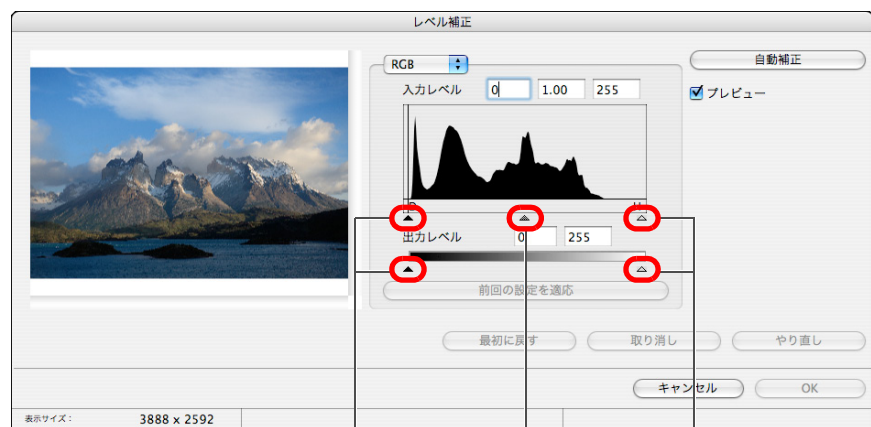 レベル補正
RGB
自動補正
入力レベル 0 1.00 255
プレビュー
出力レベル 0 255
前回の設定を適応
最初に戻す 取り消し やり直し
キャンセル OK
表示サイズ: 3888 x 2592